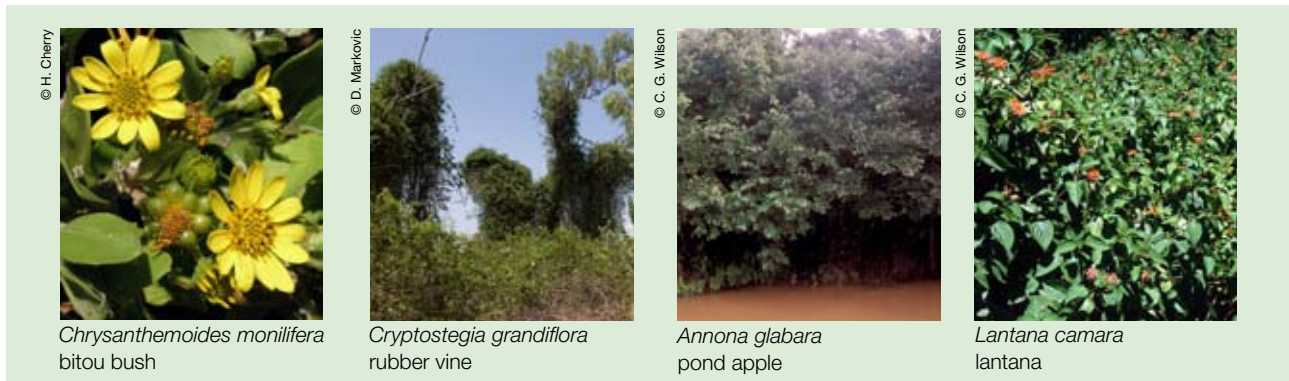 © H. Cherry
Chrysanthemoides monilifera
bitou bush
© D. Markovic
Cryptostegia grandiflora
rubber vine
© C. G. Wilson
Annona glabara
pond apple
© C. G. Wilson
Lantana camara
lantana